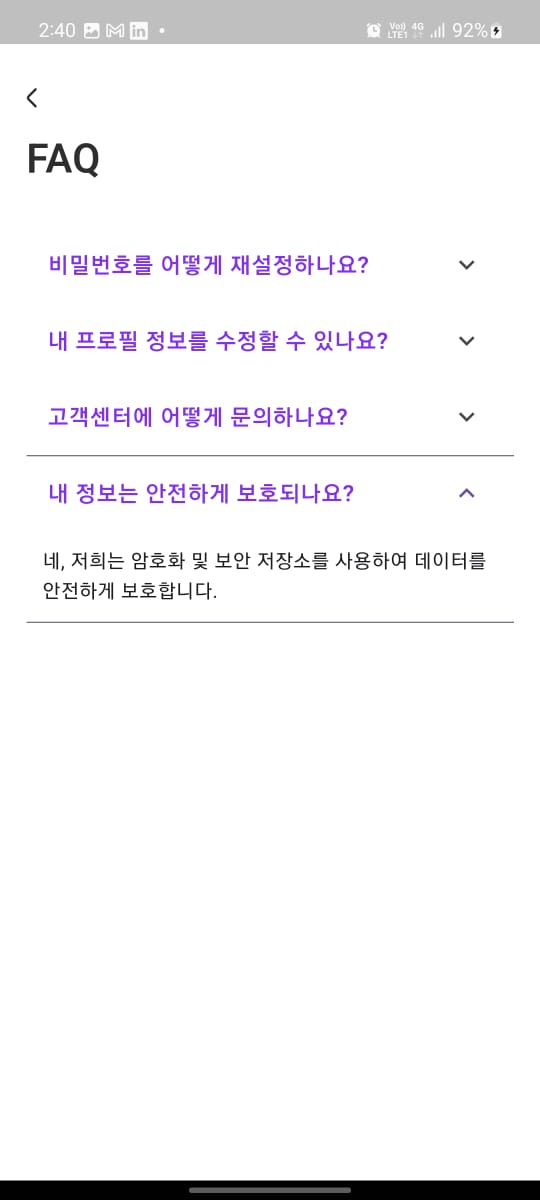 2:40
Vo)) 4G
LTE1
92%
FAQ
비밀번호를 어떻게 재설정하나요?
내 프로필 정보를 수정할 수 있나요?
고객센터에 어떻게 문의하나요?
내 정보는 안전하게 보호되나요?
네, 저희는 암호화 및 보안 저장소를 사용하여 데이터를
안전하게 보호합니다.